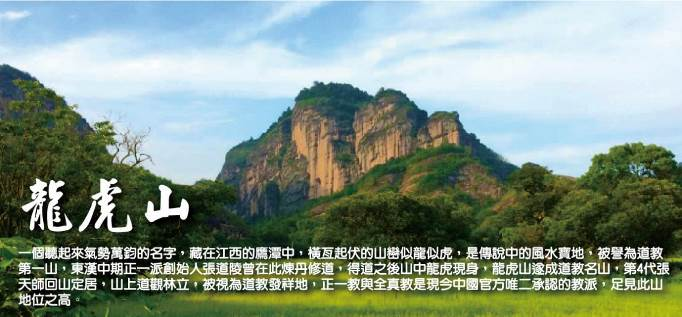 龍虎山
一個聽起來氣勢萬鈞的名字，藏在江西的鷹潭中，橫亙起伏的山巒似龍似虎，是傳說中的風水寶地，被譽為道教
第一山，東漢中期正一派創始人張道陵曾在此煉丹修道，得道之後山中龍虎現身，龍虎山遂成道教名山，第4代張
天師回山定居，山上道觀林立，被視為道教發祥地，正一教與全真教是現今中國官方唯二承認的教派，足見此山
地位之高。